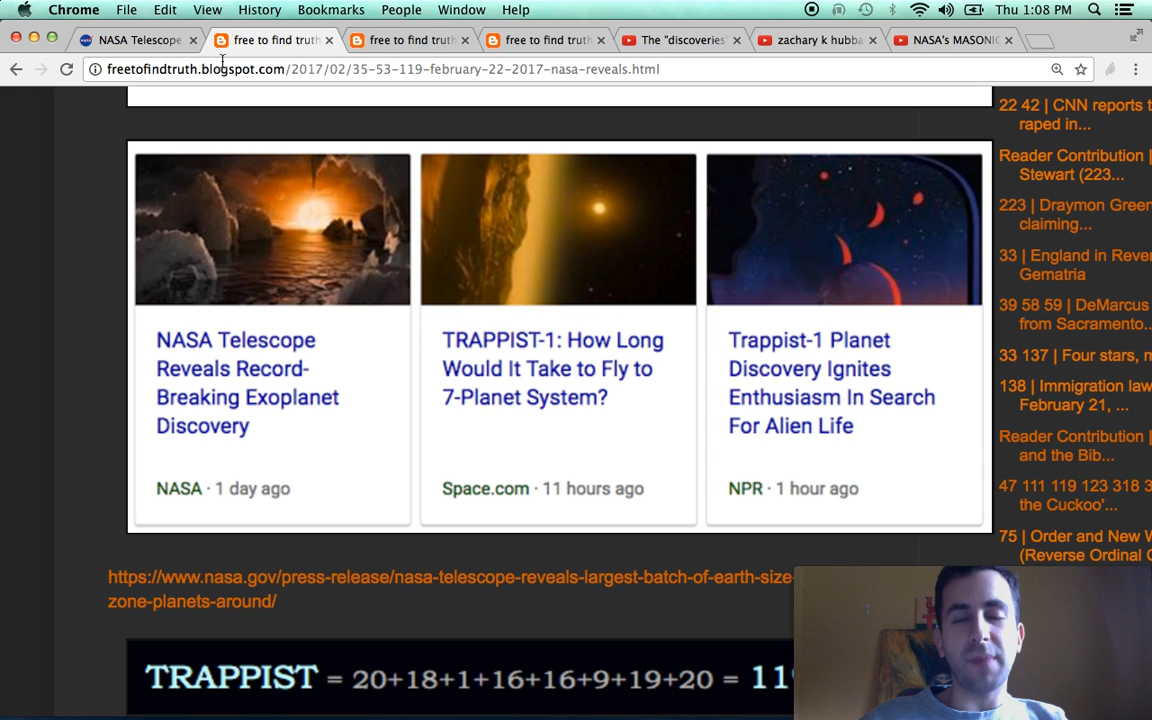 Chrome File Edit View History Bookmarks People Window Help Thu 1:08 PM
NASA Telescope × free to find truth × free to find truth × free to find truth × The "discoveries" × zachary k hubba × NASA's MASONIC ×
freetofindtruth.blogspot.com/2017/02/35-53-119-february-22-2017-nasa-reveals.html
22 42 | CNN reports t
raped in...
Reader Contribution |
Stewart (223...
223 | Draymon Green
claiming...
33 | England in Rever
Gematria
39 58 59 | DeMarcus
from Sacramento...
33 137 | Four stars, m
138 | Immigration law
February 21, ...
Reader Contribution |
and the Bib...
47 111 119 123 318 3
the Cuckoo'...
75 | Order and New W
(Reverse Ordinal G
NASA Telescope
Reveals Record-
Breaking Exoplanet
Discovery
NASA · 1 day ago
TRAPPIST-1: How Long
Would It Take to Fly to
7-Planet System?
Space.com · 11 hours ago
Trappist-1 Planet
Discovery Ignites
Enthusiasm In Search
For Alien Life
NPR · 1 hour ago
https://www.nasa.gov/press-release/nasa-telescope-reveals-largest-batch-of-earth-size-
zone-planets-around/
TRAPPIST = 20+18+1+16+16+9+19+20 = 11